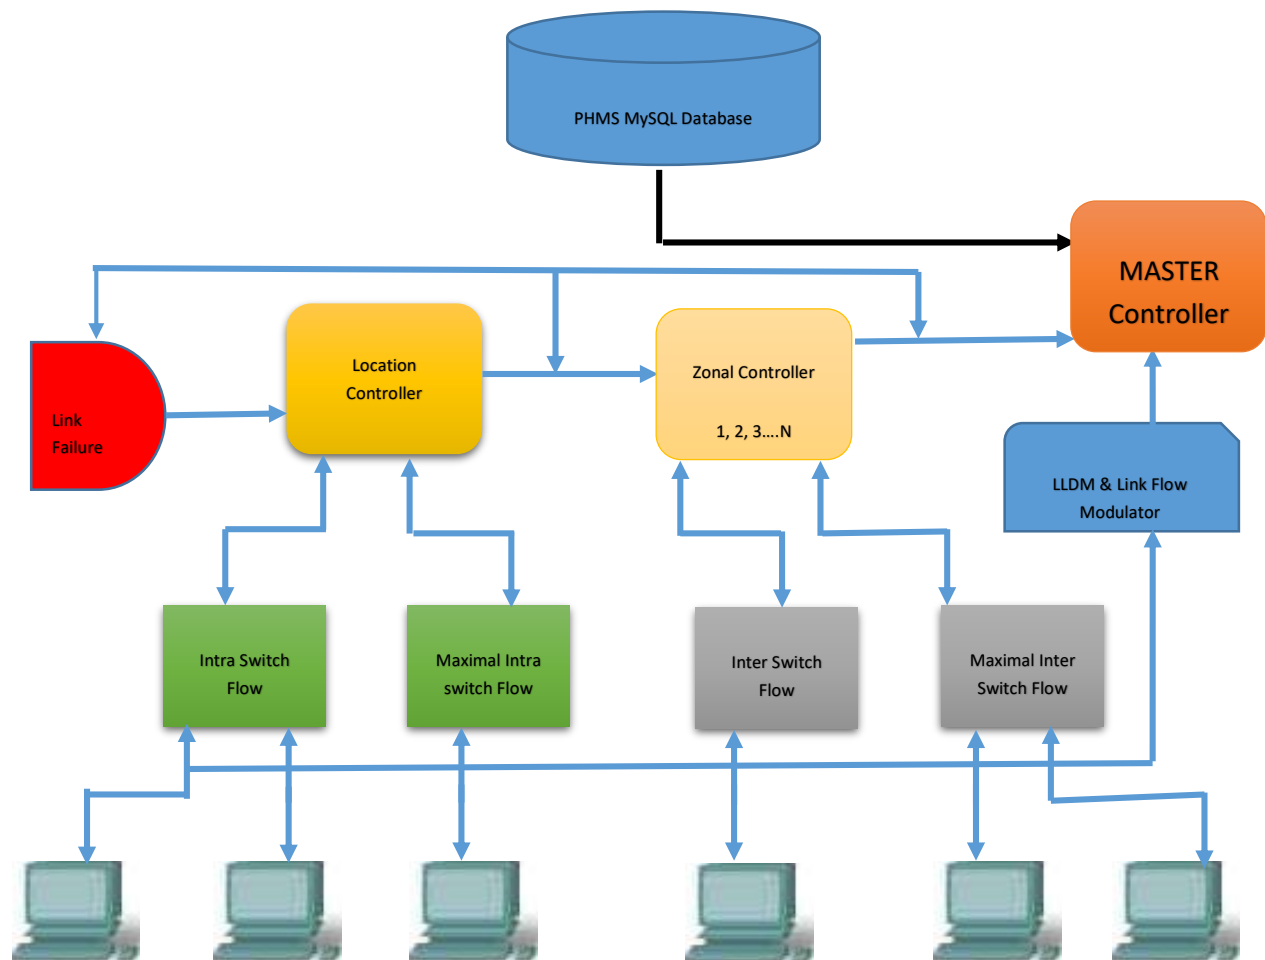 PHMS MySQL Database
MASTER
Controller
Location
Controller
Zonal Controller
1, 2, 3....N
Link
Failure
LLDM & Link Flow
Modulator
Intra Switch
Flow
Maximal Intra
switch Flow
Inter Switch
Flow
Maximal Inter
Switch Flow